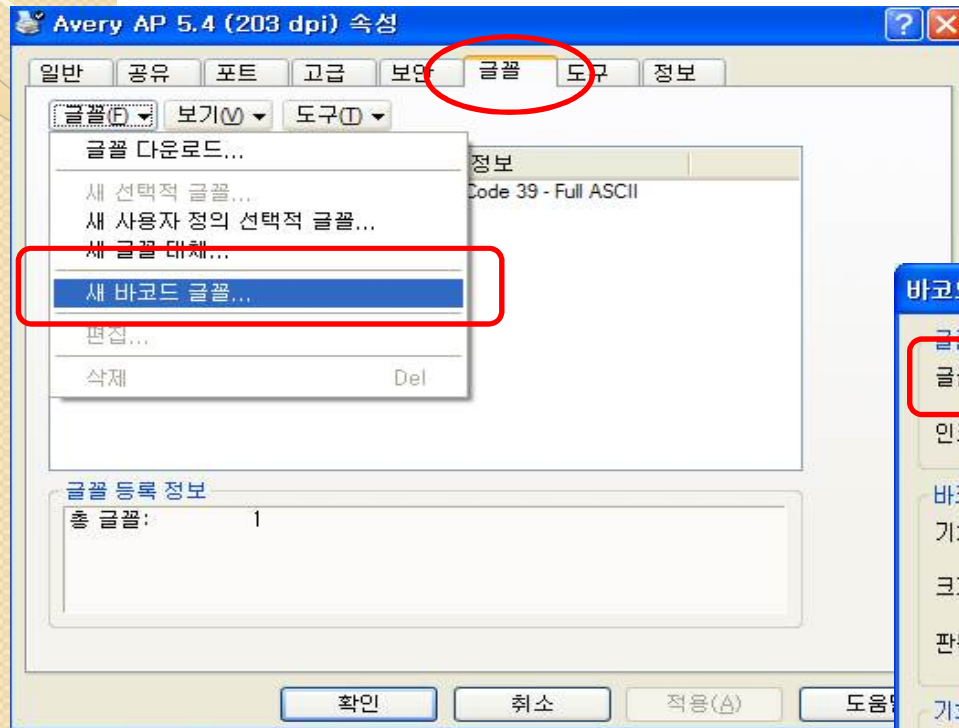 Avery AP 5.4 (203 dpi) 속성
일반 공유 포트 고급 보안 글꼴 도구 정보
글꼴(F) 보기(V) 도구(T)
글꼴 다운로드...
새 선택적 글꼴...
새 사용자 정의 선택적 글꼴...
새 글꼴 대체...
새 바코드 글꼴...
편집...
삭제 Del
정보
Code 39 - Full ASCII
글꼴 등록 정보
총 글꼴: 1
확인 취소 적용(A)